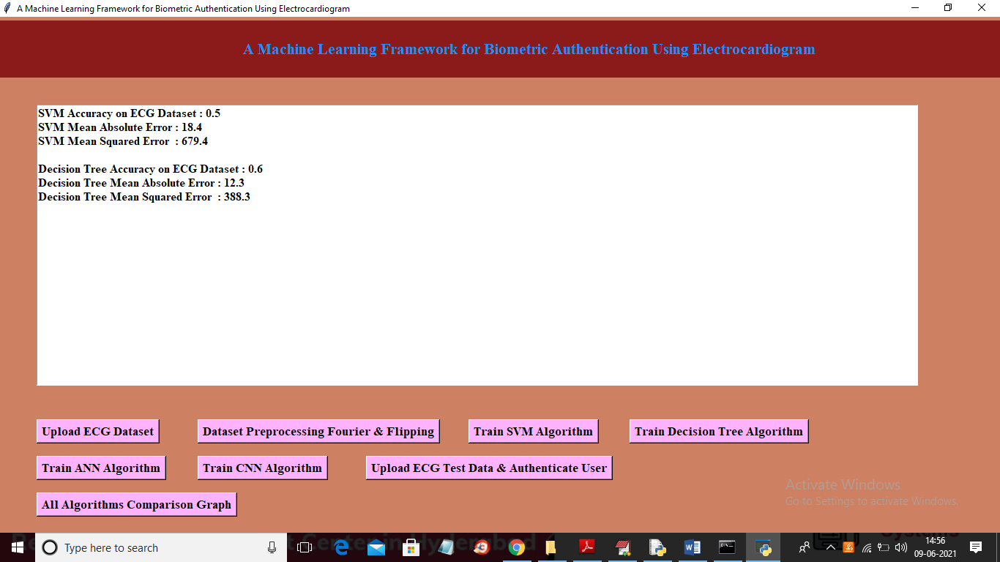 A Machine Learning Framework for Biometric Authentication Using Electrocardiogram
A Machine Learning Framework for Biometric Authentication Using Electrocardiogram
SVM Accuracy on ECG Dataset : 0.5
SVM Mean Absolute Error : 18.4
SVM Mean Squared Error  : 679.4
Decision Tree Accuracy on ECG Dataset : 0.6
Decision Tree Mean Absolute Error : 12.3
Decision Tree Mean Squared Error  : 388.3
Upload ECG Dataset
Dataset Preprocessing Fourier & Flipping
Train SVM Algorithm
Train Decision Tree Algorithm
Train ANN Algorithm
Train CNN Algorithm
Upload ECG Test Data & Authenticate User
All Algorithms Comparison Graph
Activate Windows
Go to Settings to activate Windows.
Type here to search
14:56
09-06-2021